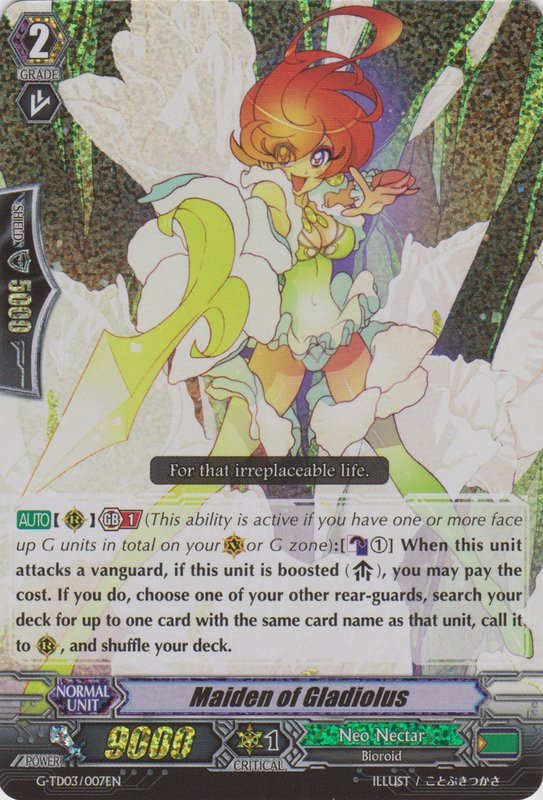 2
GRADE
SHIELD
5000
For that irreplaceable life.
AUTO【 R 】GB 1 (This ability is active if you have one or more face
up G units in total on your V or G zone):[ ①] When this unit
attacks a vanguard, if this unit is boosted ( ), you may pay the
cost. If you do, choose one of your other rear-guards, search your
deck for up to one card with the same card name as that unit, call it
to R , and shuffle your deck.
NORMAL
UNIT
Maiden of Gladiolus
POWER
9000
1
CRITICAL
Neo Nectar
Bioroid
G-TD03/007EN
ILLUST / ことぶきつかさ